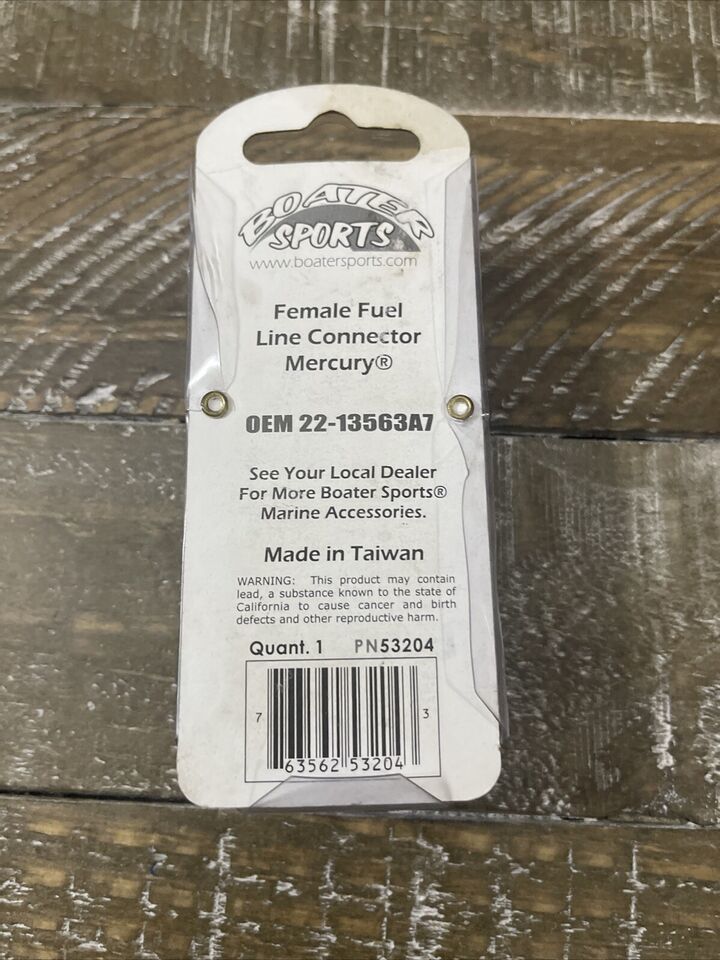 BOATER
SPORTS
www.boatersports.com
Female Fuel
Line Connector
Mercury®
OEM 22-13563A7
See Your Local Dealer
For More Boater Sports®
Marine Accessories.
Made in Taiwan
WARNING: This product may contain
lead, a substance known to the state of
California to cause cancer and birth
defects and other reproductive harm.
Quant. 1 PN53204
7 63562 53204 3